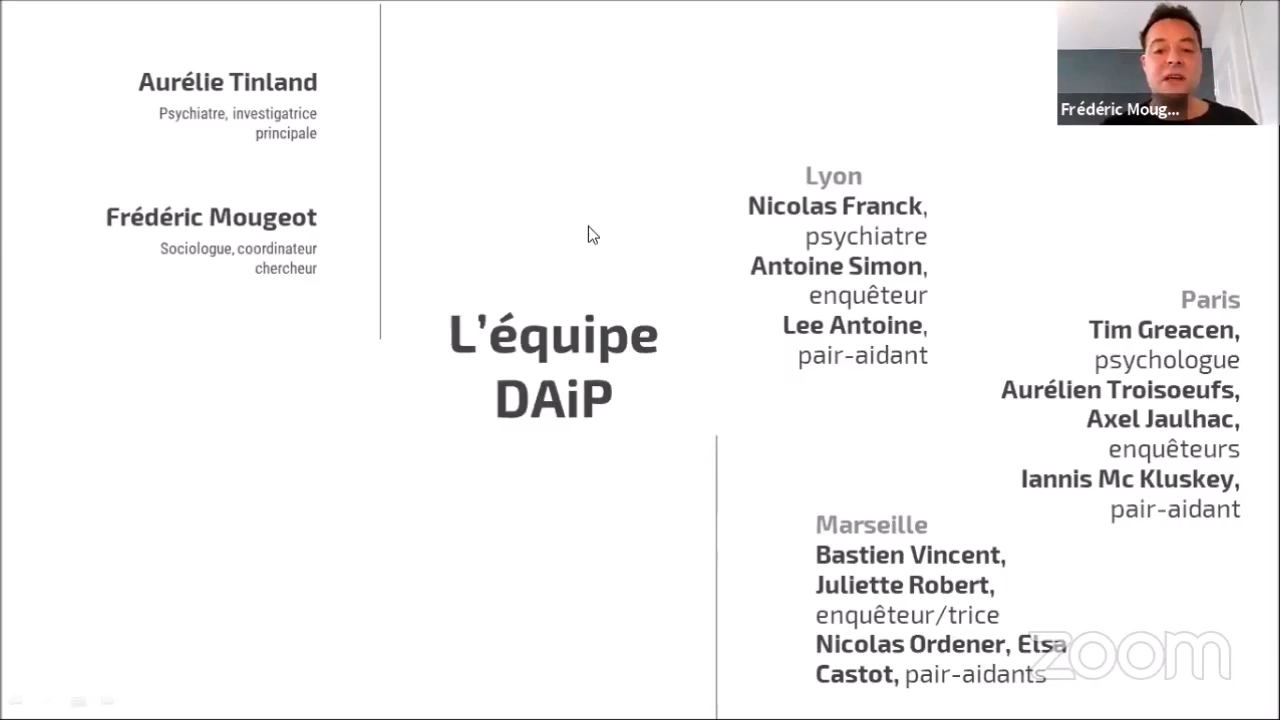 Aurélie Tinland
Psychiatre, investigatrice
principale
Frédéric Mougeot
Sociologue, coordinateur
chercheur
L’équipe
DAiP
Frédéric Moug...
Lyon
Nicolas Franck,
psychiatre
Antoine Simon,
enquêteur
Lee Antoine,
pair-aidant
Paris
Tim Greacen,
psychologue
Aurélien Troisoeufs,
Axel Jaulhac,
enquêteurs
Iannis Mc Kluskey,
pair-aidant
Marseille
Bastien Vincent,
Juliette Robert,
enquêteur/trice
Nicolas Ordener, Elsa
Castot, pair-aidants
zoom